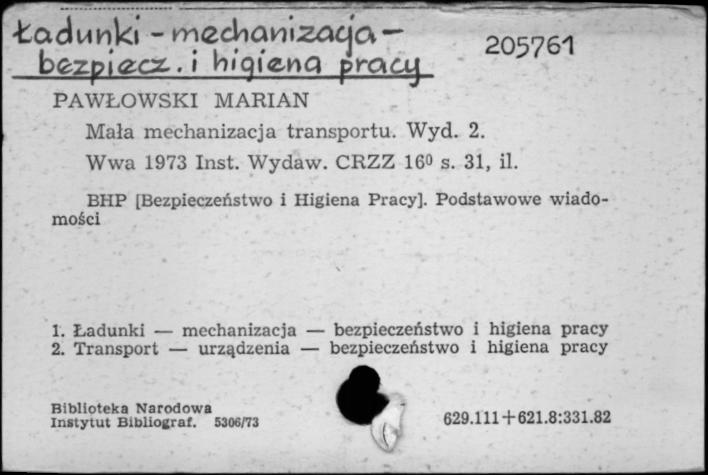 Ładunki - mechanizacja -
bezpiecz. i higiena pracy
205761
PAWŁOWSKI MARIAN
Mała mechanizacja transportu. Wyd. 2.
Wwa 1973 Inst. Wydaw. CRZZ 16⁰ s. 31, il.
BHP [Bezpieczeństwo i Higiena Pracy]. Podstawowe wiado-
mości
1. Ładunki — mechanizacja — bezpieczeństwo i higiena pracy
2. Transport — urządzenia — bezpieczeństwo i higiena pracy
Biblioteka Narodowa
Instytut Bibliograf. 5306/73
629.111+621.8:331.82